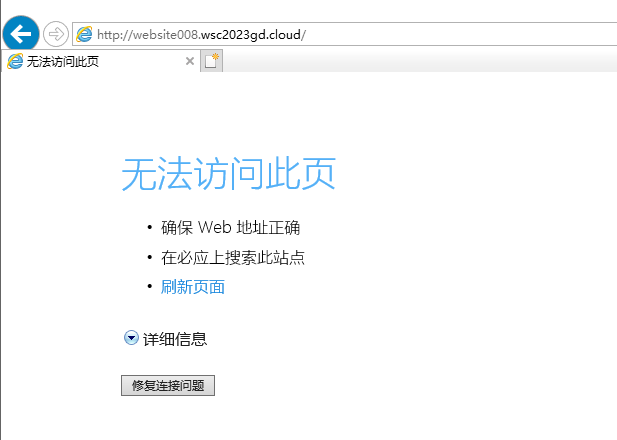 http://website008.wsc2023gd.cloud/
无法访问此页
无法访问此页
确保 Web 地址正确
在必应上搜索此站点
刷新页面
详细信息
修复连接问题